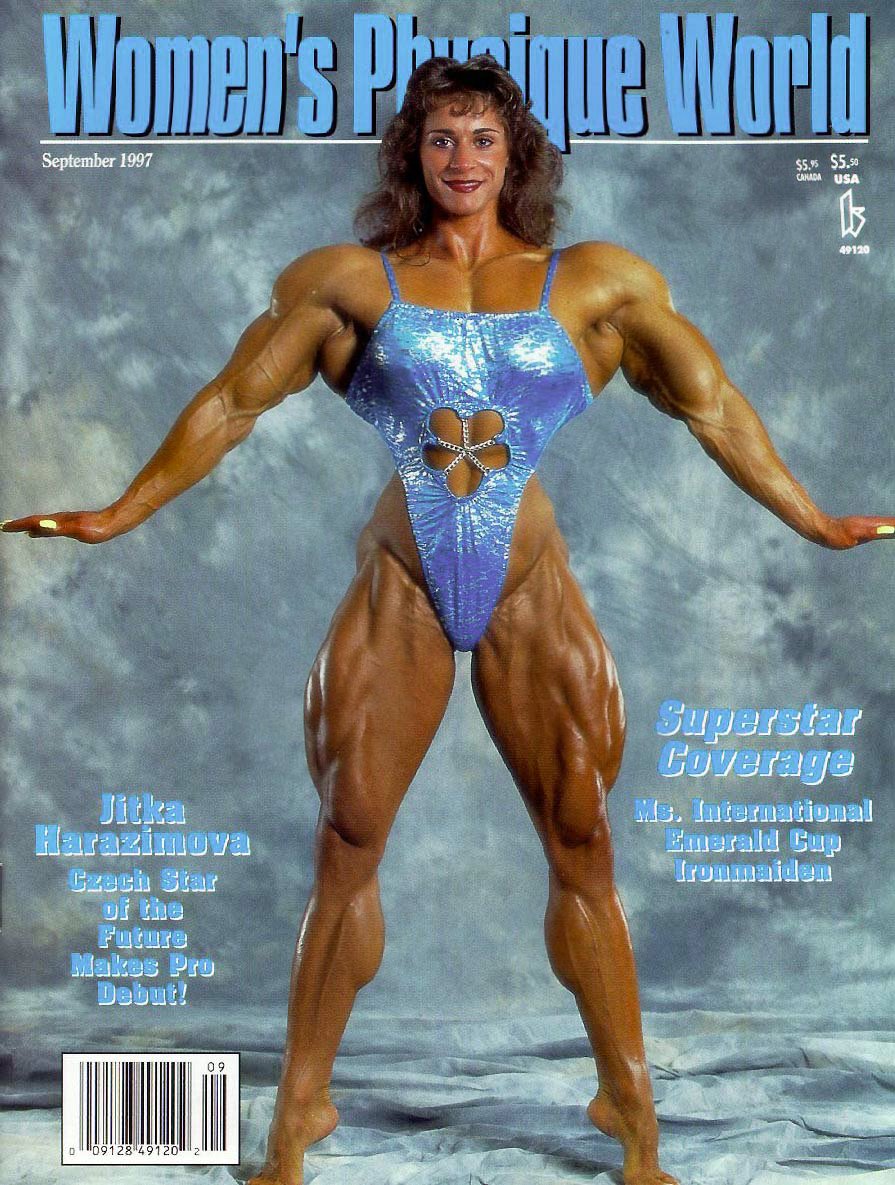 Women's Physique World
September 1997
$5.95 $5.50
CANADA USA
49120
Superstar
Coverage
Ms. International
Emerald Cup
Ironmaiden
Jitka
Harazimova
Czech Star
of the
Future
Makes Pro
Debut!
09
0 09128 49120 2